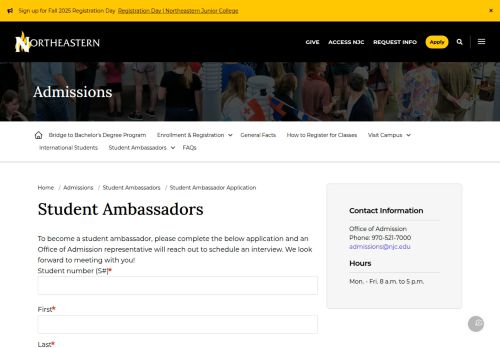 Sign up for Fall 2025 Registration Day Registration Day | Northeastern Junior College ×
NORTHEASTERN GIVE ACCESS NJC REQUEST INFO Apply
Admissions
Bridge to Bachelor's Degree Program Enrollment & Registration General Facts How to Register for Classes Visit Campus
International Students Student Ambassadors FAQs
Home / Admissions / Student Ambassadors / Student Ambassador Application
Student Ambassadors
To become a student ambassador, please complete the below application and an
Office of Admission representative will reach out to schedule an interview. We look
forward to meeting with you!
Student number (S#)*
First*
Last*
Contact Information
Office of Admission
Phone: 970-521-7000
admissions@njc.edu
Hours
Mon. - Fri. 8 a.m. to 5 p.m.